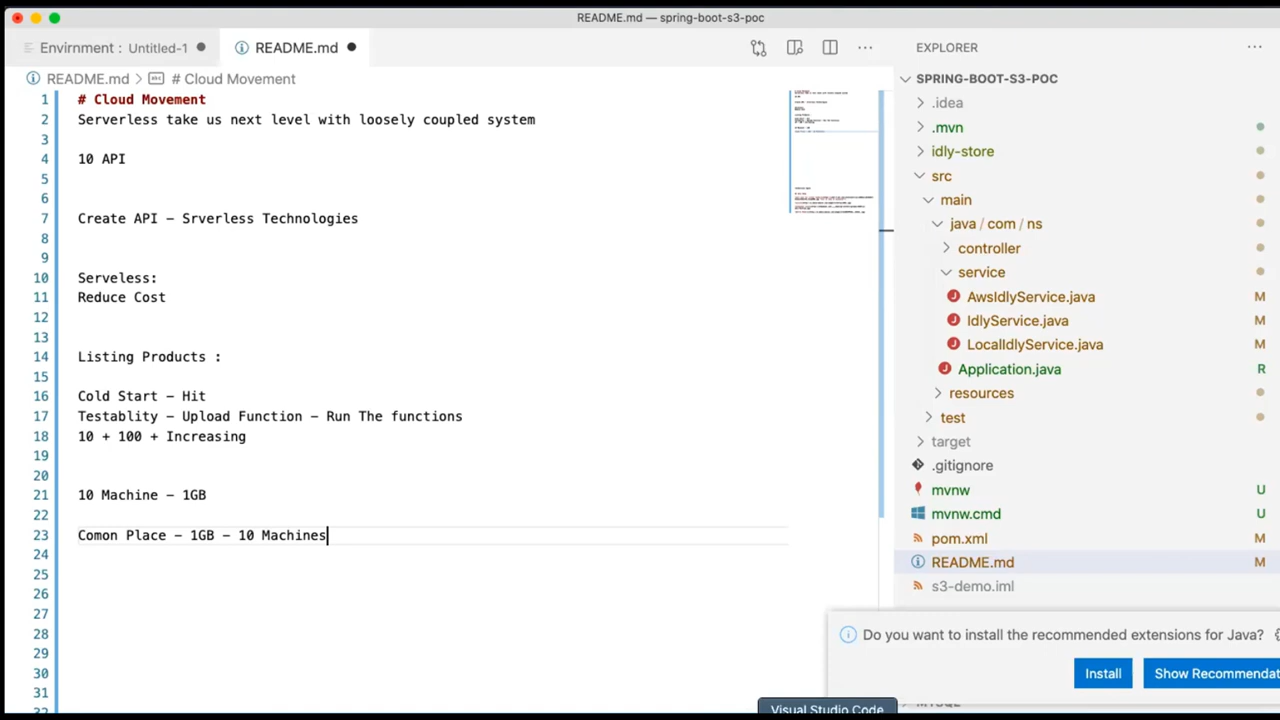 README.md — spring-boot-s3-poc
Envirnment : Untitled-1
README.md
EXPLORER
README.md > # Cloud Movement
SPRING-BOOT-S3-POC
1 # Cloud Movement
2 Serverless take us next level with loosely coupled system
3
4 10 API
5
6
7 Create API - Srverless Technologies
8
9
10 Serveless:
11 Reduce Cost
12
13
14 Listing Products :
15
16 Cold Start - Hit
17 Testablity - Upload Function - Run The functions
18 10 + 100 + Increasing
19
20
21 10 Machine - 1GB
22
23 Comon Place - 1GB - 10 Machines
24
25
26
27
28
29
30
31
32
.idea
.mvn
idly-store
src
main
java / com / ns
controller
service
AwsIdlyService.java M
IdlyService.java M
LocalIdlyService.java M
Application.java R
resources
test
target
.gitignore
mvnw U
mvnw.cmd U
pom.xml M
README.md M
s3-demo.iml
Do you want to install the recommended extensions for Java?
Install
Show Recommendat
MYSQL
Visual Studio Code